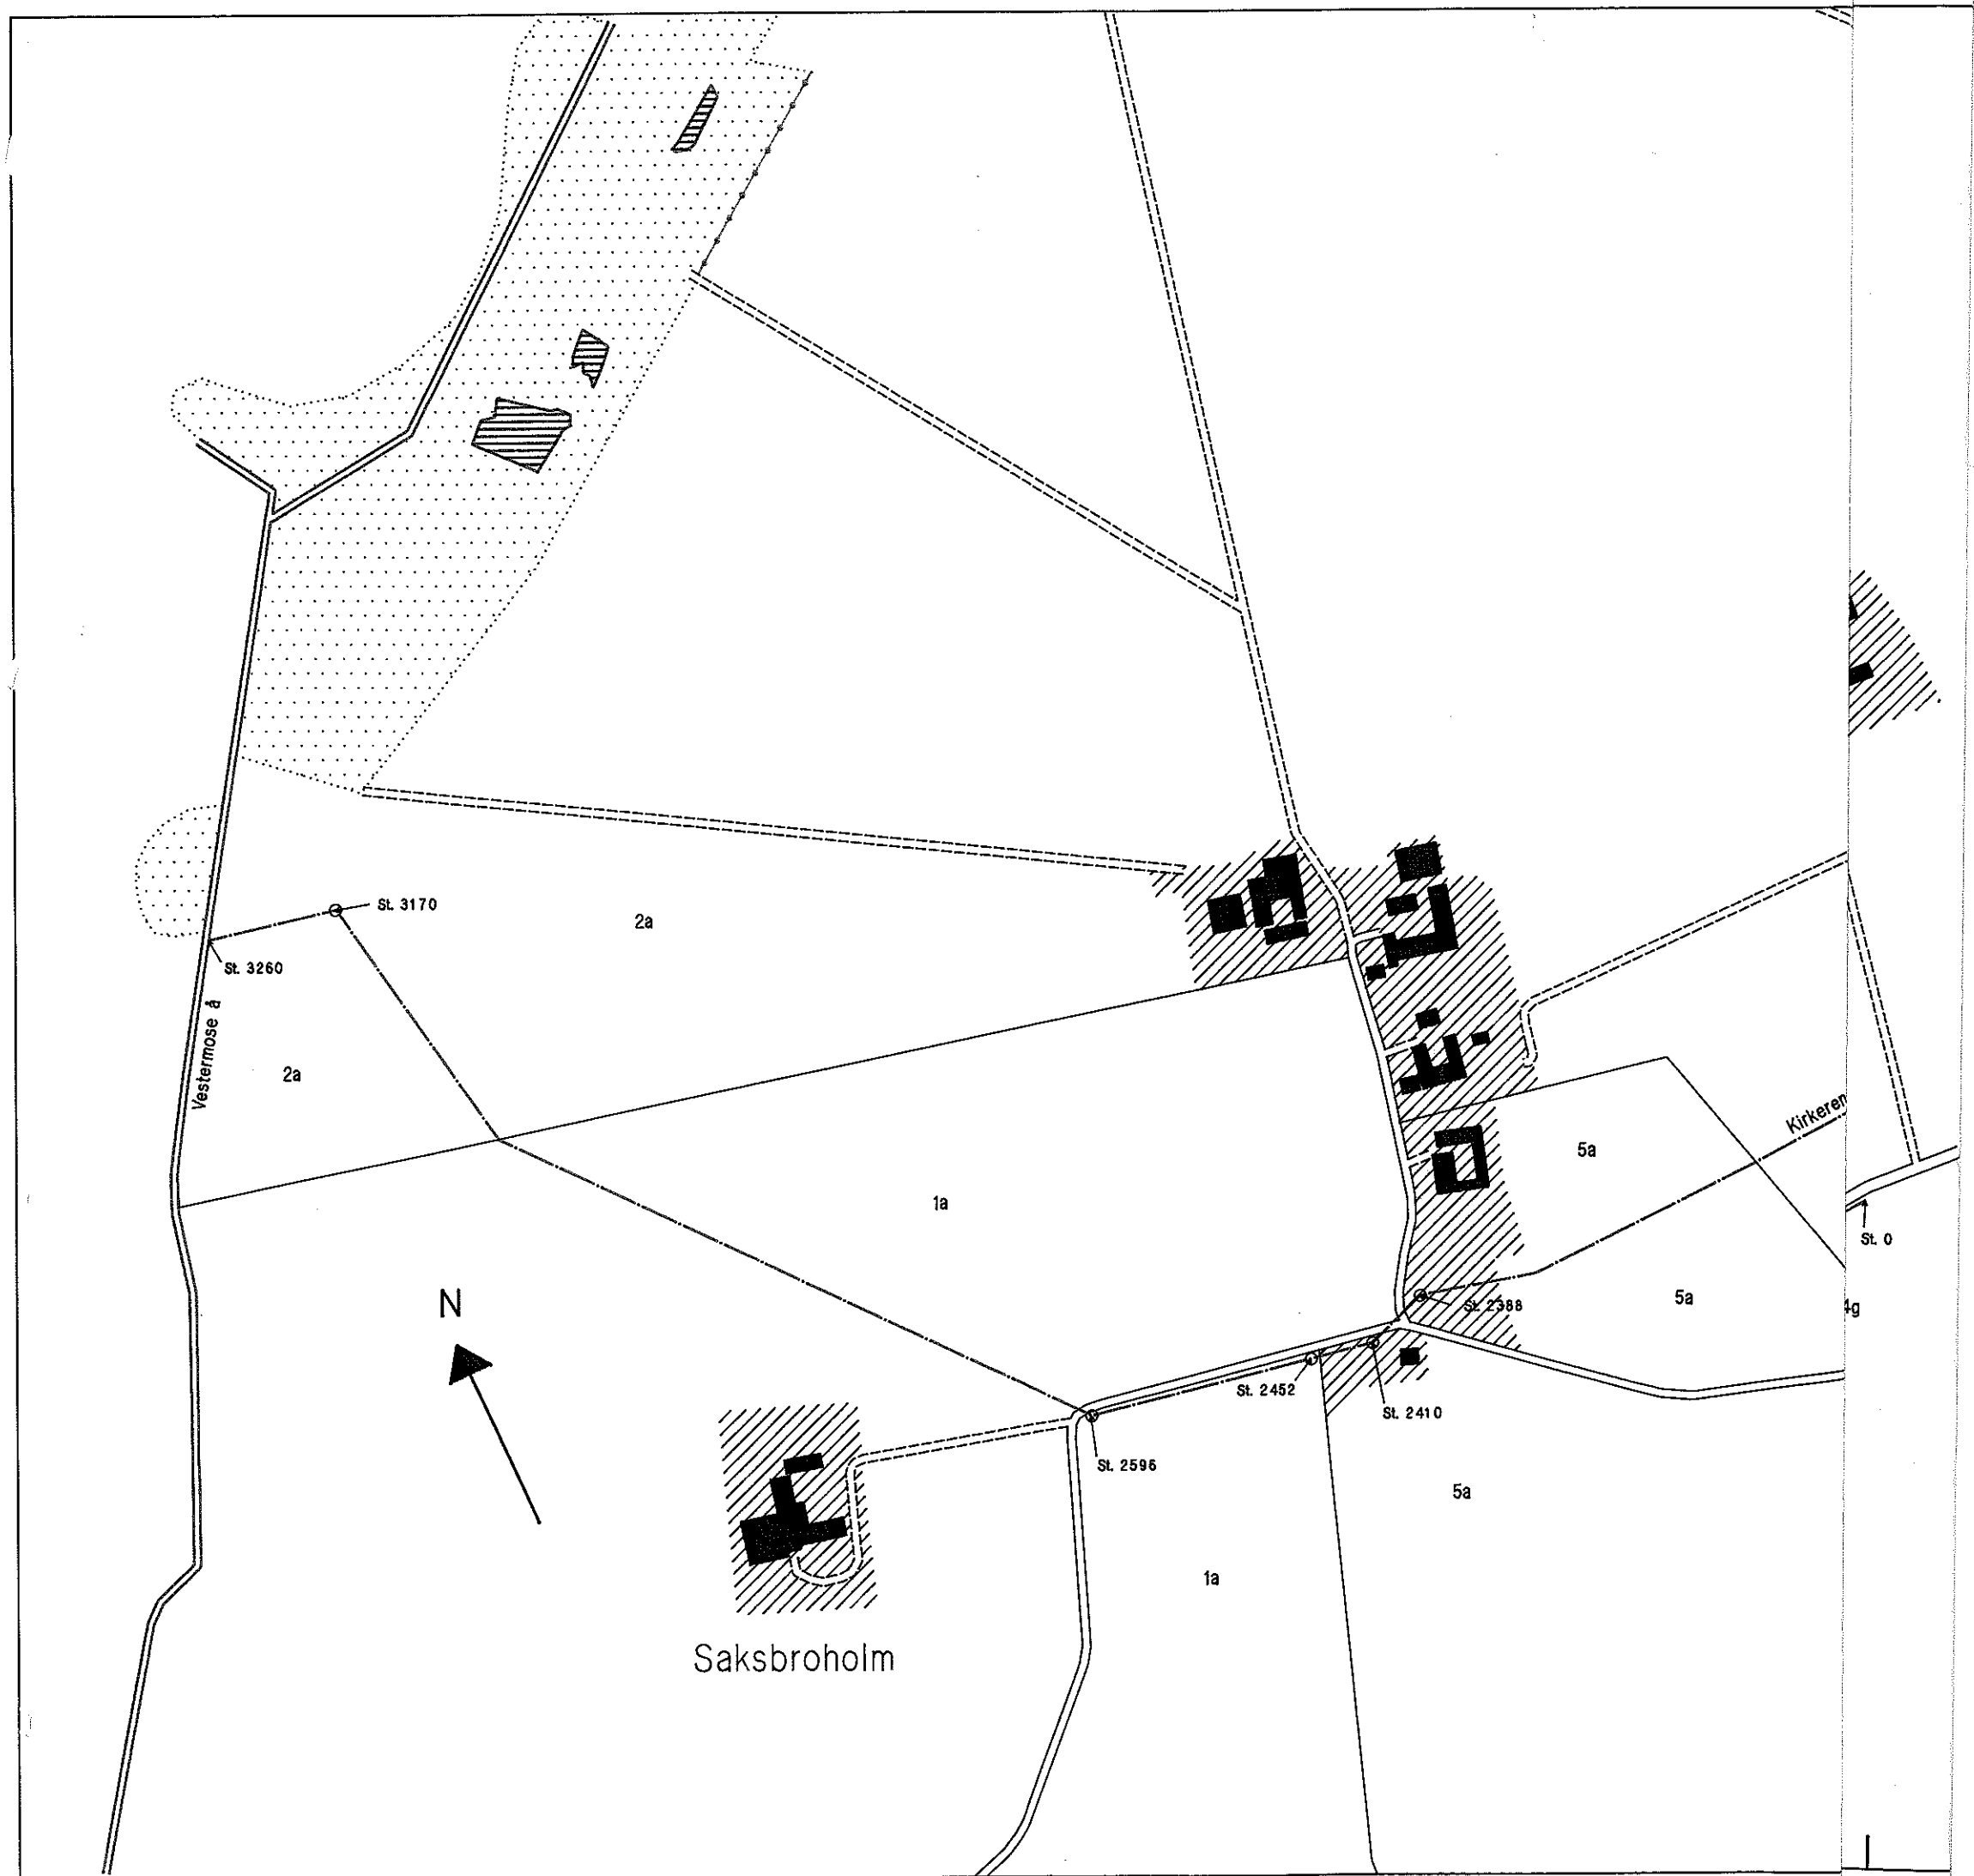 St. 3170
2a
St. 3260
Vestermose å
2a
5a
Kirkeren
1a
St. 0
N
St. 2388
5a
4g
St. 2452
St. 2410
St. 2596
5a
1a
Saksbroholm